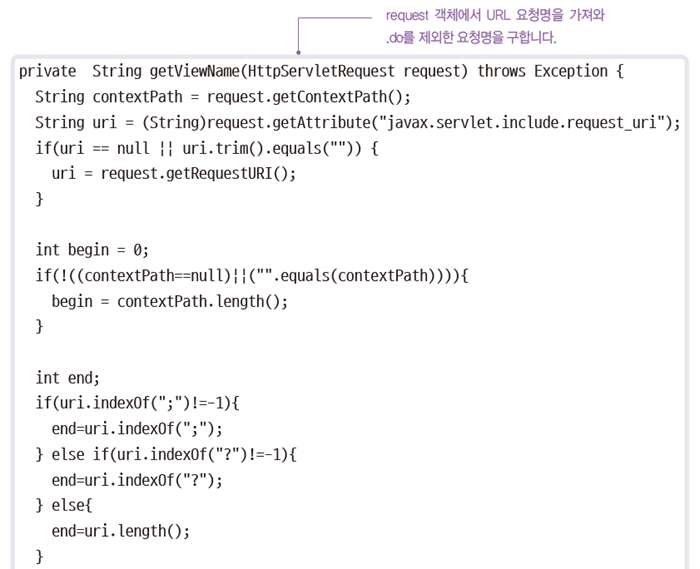 request 객체에서 URL 요청명을 가져와
.do를 제외한 요청명을 구합니다.
private  String getViewName(HttpServletRequest request) throws Exception {
  String contextPath = request.getContextPath();
  String uri = (String)request.getAttribute("javax.servlet.include.request_uri");
  if(uri == null || uri.trim().equals("")) {
    uri = request.getRequestURI();
  }
  int begin = 0;
  if(!((contextPath==null)||("".equals(contextPath)))){
    begin = contextPath.length();
  }
  int end;
  if(uri.indexOf(";")!=-1){
    end=uri.indexOf(";");
  } else if(uri.indexOf("?")!=-1){
    end=uri.indexOf("?");
  } else{
    end=uri.length();
  }